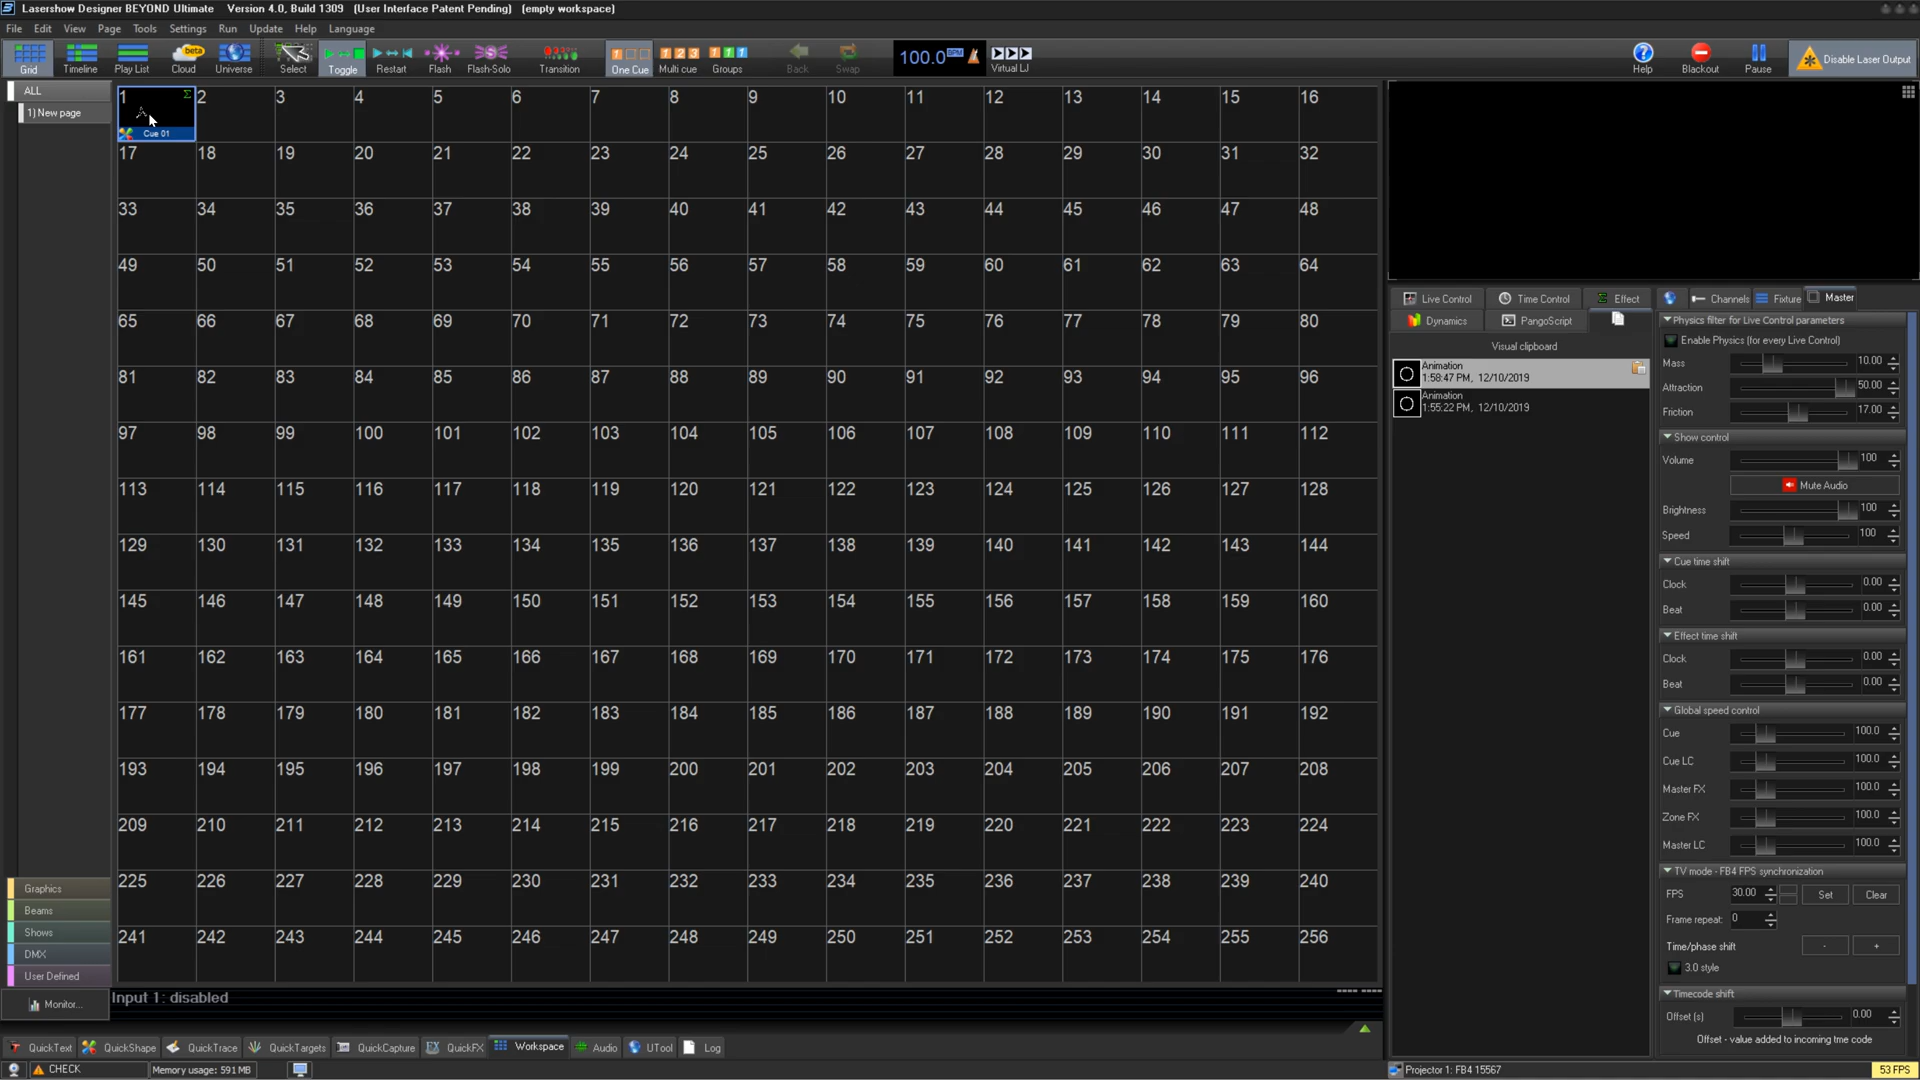 Lasershow Designer BEYOND Ultimate    Version 4.0, Build 1309    (User Interface Patent Pending)    (empty workspace)
File Edit View Page Tools Settings Run Update Help Language
Grid Timeline Play List Cloud beta Universe Select Toggle Restart Flash Flash-Solo Transition One Cue Multi cue Groups Back Swap 100.0 BPM Virtual LJ Help Blackout Pause Disable Laser Output
ALL
1) New page
1 2 3 4 5 6 7 8 9 10 11 12 13 14 15 16
Cue 01
17 18 19 20 21 22 23 24 25 26 27 28 29 30 31 32
33 34 35 36 37 38 39 40 41 42 43 44 45 46 47 48
49 50 51 52 53 54 55 56 57 58 59 60 61 62 63 64
65 66 67 68 69 70 71 72 73 74 75 76 77 78 79 80
81 82 83 84 85 86 87 88 89 90 91 92 93 94 95 96
97 98 99 100 101 102 103 104 105 106 107 108 109 110 111 112
113 114 115 116 117 118 119 120 121 122 123 124 125 126 127 128
129 130 131 132 133 134 135 136 137 138 139 140 141 142 143 144
145 146 147 148 149 150 151 152 153 154 155 156 157 158 159 160
161 162 163 164 165 166 167 168 169 170 171 172 173 174 175 176
177 178 179 180 181 182 183 184 185 186 187 188 189 190 191 192
193 194 195 196 197 198 199 200 201 202 203 204 205 206 207 208
209 210 211 212 213 214 215 216 217 218 219 220 221 222 223 224
225 226 227 228 229 230 231 232 233 234 235 236 237 238 239 240
241 242 243 244 245 246 247 248 249 250 251 252 253 254 255 256
Graphics
Beams
Shows
DMX
User Defined
Monitor...
Input 1: disabled
Live Control Time Control Effect
Dynamics PangoScript
Visual clipboard
Animation
1:58:47 PM, 12/10/2019
Animation
1:55:22 PM, 12/10/2019
Channels Fixture Master
Physics filter for Live Control parameters
Enable Physics (for every Live Control)
Mass 10.00
Attraction 50.00
Friction 17.00
Show control
Volume 100
Mute Audio
Brightness 100
Speed 100
Cue time shift
Clock 0.00
Beat 0.00
Effect time shift
Clock 0.00
Beat 0.00
Global speed control
Cue 100.0
Cue LC 100.0
Master FX 100.0
Zone FX 100.0
Master LC 100.0
TV mode - FB4 FPS synchronization
FPS 30.00 Set Clear
Frame repeat: 0
Time/phase shift - +
3.0 style
Timecode shift
Offset (s) 0.00
Offset - value added to incoming tme code
QuickText QuickShape QuickTrace QuickTargets QuickCapture QuickFX Workspace Audio UTool Log
CHECK Memory usage: 591 MB Projector 1: FB4 15567 53 FPS